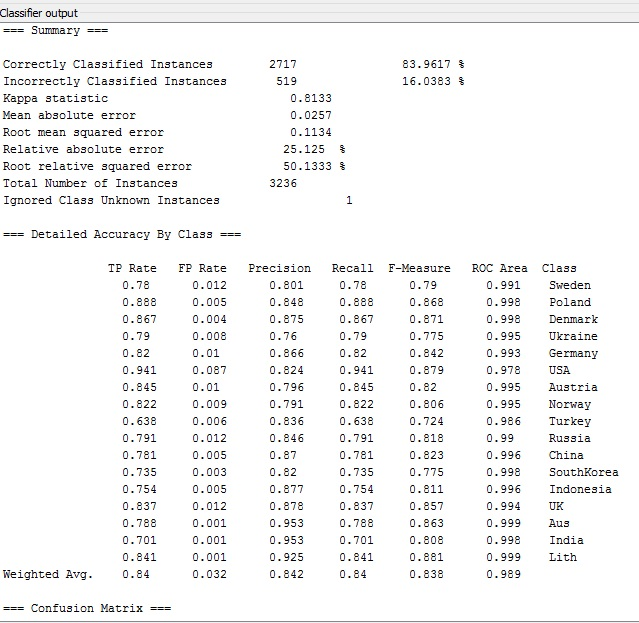 Classifier output
=== Summary ===
Correctly Classified Instances 2717 83.9617 %
Incorrectly Classified Instances 519 16.0383 %
Kappa statistic 0.8133
Mean absolute error 0.0257
Root mean squared error 0.1134
Relative absolute error 25.125 %
Root relative squared error 50.1333 %
Total Number of Instances 3236
Ignored Class Unknown Instances 1
=== Detailed Accuracy By Class ===
TP Rate FP Rate Precision Recall F-Measure ROC Area Class
0.78 0.012 0.801 0.78 0.79 0.991 Sweden
0.888 0.005 0.848 0.888 0.868 0.998 Poland
0.867 0.004 0.875 0.867 0.871 0.998 Denmark
0.79 0.008 0.76 0.79 0.775 0.995 Ukraine
0.82 0.01 0.866 0.82 0.842 0.993 Germany
0.941 0.087 0.824 0.941 0.879 0.978 USA
0.845 0.01 0.796 0.845 0.82 0.995 Austria
0.822 0.009 0.791 0.822 0.806 0.995 Norway
0.638 0.006 0.836 0.638 0.724 0.986 Turkey
0.791 0.012 0.846 0.791 0.818 0.99 Russia
0.781 0.005 0.87 0.781 0.823 0.996 China
0.735 0.003 0.82 0.735 0.775 0.998 SouthKorea
0.754 0.005 0.877 0.754 0.811 0.996 Indonesia
0.837 0.012 0.878 0.837 0.857 0.994 UK
0.788 0.001 0.953 0.788 0.863 0.999 Aus
0.701 0.001 0.953 0.701 0.808 0.998 India
0.841 0.001 0.925 0.841 0.881 0.999 Lith
Weighted Avg. 0.84 0.032 0.842 0.84 0.838 0.989
=== Confusion Matrix ===